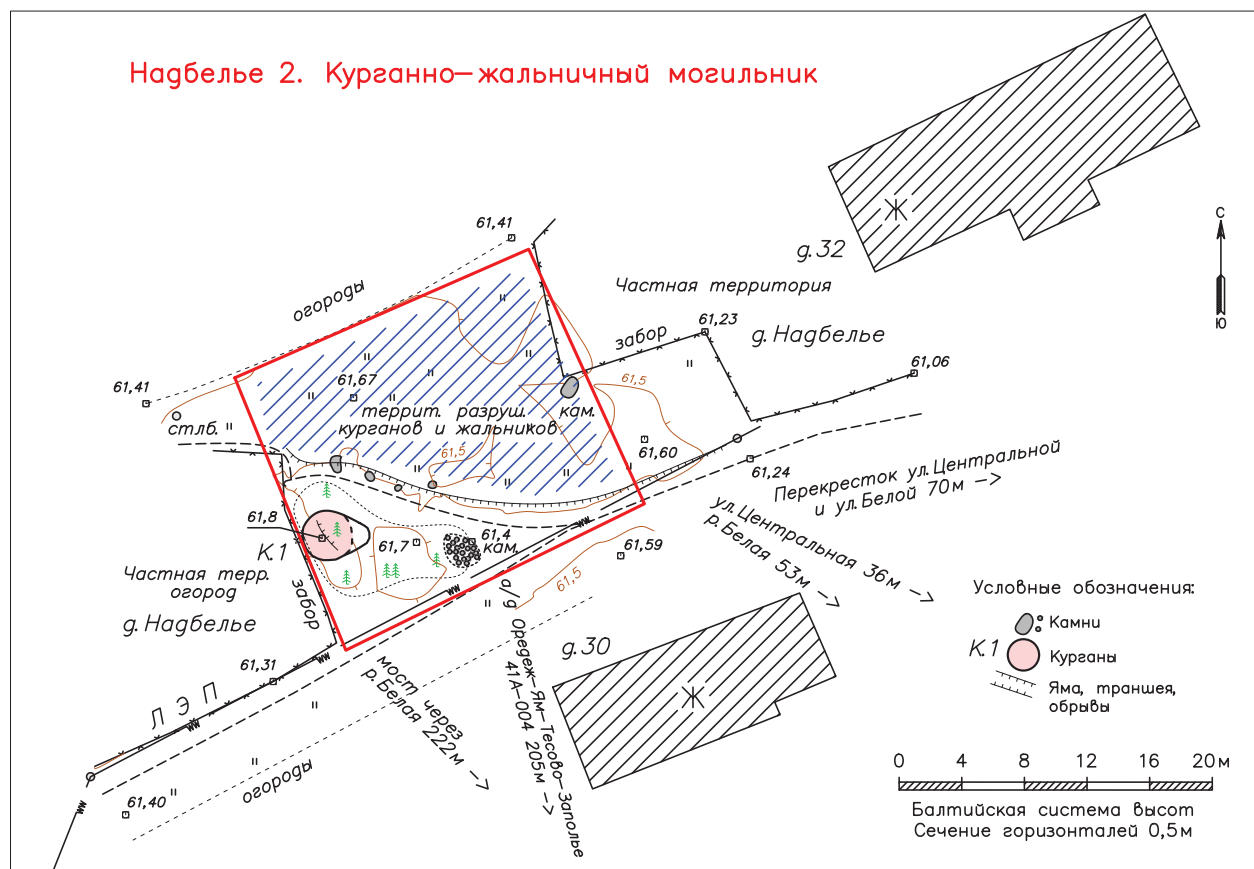 Надбелье 2. Курганно-жальничный могильник
61,41
С
Ю
д.32
Ж
Частная территория
огороды
61,23
забор
д.Надбелье
61,06
61,5
61,41
61,67
стлб.
террит. разруш.
курганов и жальников
кам.
61,5
61,60
61,24
Перекресток ул.Центральной
и ул.Белой 70м
61,8
К.1
61,7
61,4
кам.
61,59
61,5
ул.Центральная 36м
р.Белая 53м
Частная терр.
огород
д.Надбелье
забор
а/д Оредеж-Ям-Тесово-Заполье
41А-004 205м
д.30
Ж
61,31
ЛЭП
мост через
р.Белая 222м
61,40
огороды
Условные обозначения:
Камни
К.1
Курганы
Яма, траншея,
обрывы
0 4 8 12 16 20м
Балтийская система высот
Сечение горизонталей 0,5м